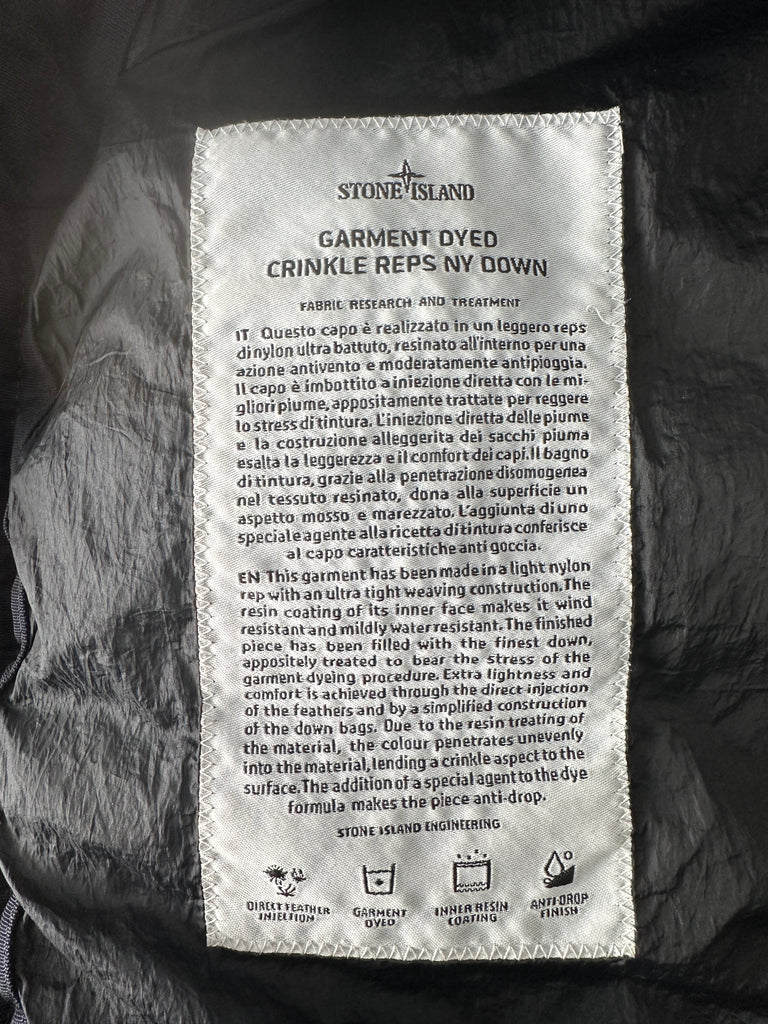 STONE ISLAND
GARMENT DYED
CRINKLE REPS NY DOWN
FABRIC RESEARCH AND TREATMENT
IT Questo capo è realizzato in un leggero reps
di nylon ultra battuto, resinato all'interno per una
azione antivento e moderatamente antipioggia.
Il capo è imbottito a iniezione diretta con le mi-
gliori piume, appositamente trattate per reggere
lo stress di tintura. L'iniezione diretta delle piume
e la costruzione alleggerita dei sacchi piuma
esalta la leggerezza e il comfort dei capi. Il bagno
di tintura, grazie alla penetrazione disomogenea
nel tessuto resinato, dona alla superficie un
aspetto mosso e marezzato. L'aggiunta di uno
speciale agente alla ricetta di tintura conferisce
al capo caratteristiche anti goccia.
EN This garment has been made in a light nylon
rep with an ultra tight weaving construction. The
resin coating of its inner face makes it wind
resistant and mildly water resistant. The finished
piece has been filled with the finest down,
appositely treated to bear the stress of the
garment dyeing procedure. Extra lightness and
comfort is achieved through the direct injection
of the feathers and by a simplified construction
of the down bags. Due to the resin treating of
the material, the colour penetrates unevenly
into the material, lending a crinkle aspect to the
surface. The addition of a special agent to the dye
formula makes the piece anti-drop.
STONE ISLAND ENGINEERING
DIRECT FEATHER
INJECTION
GARMENT
DYED
INNER RESIN
COATING
ANTI-DROP
FINISH